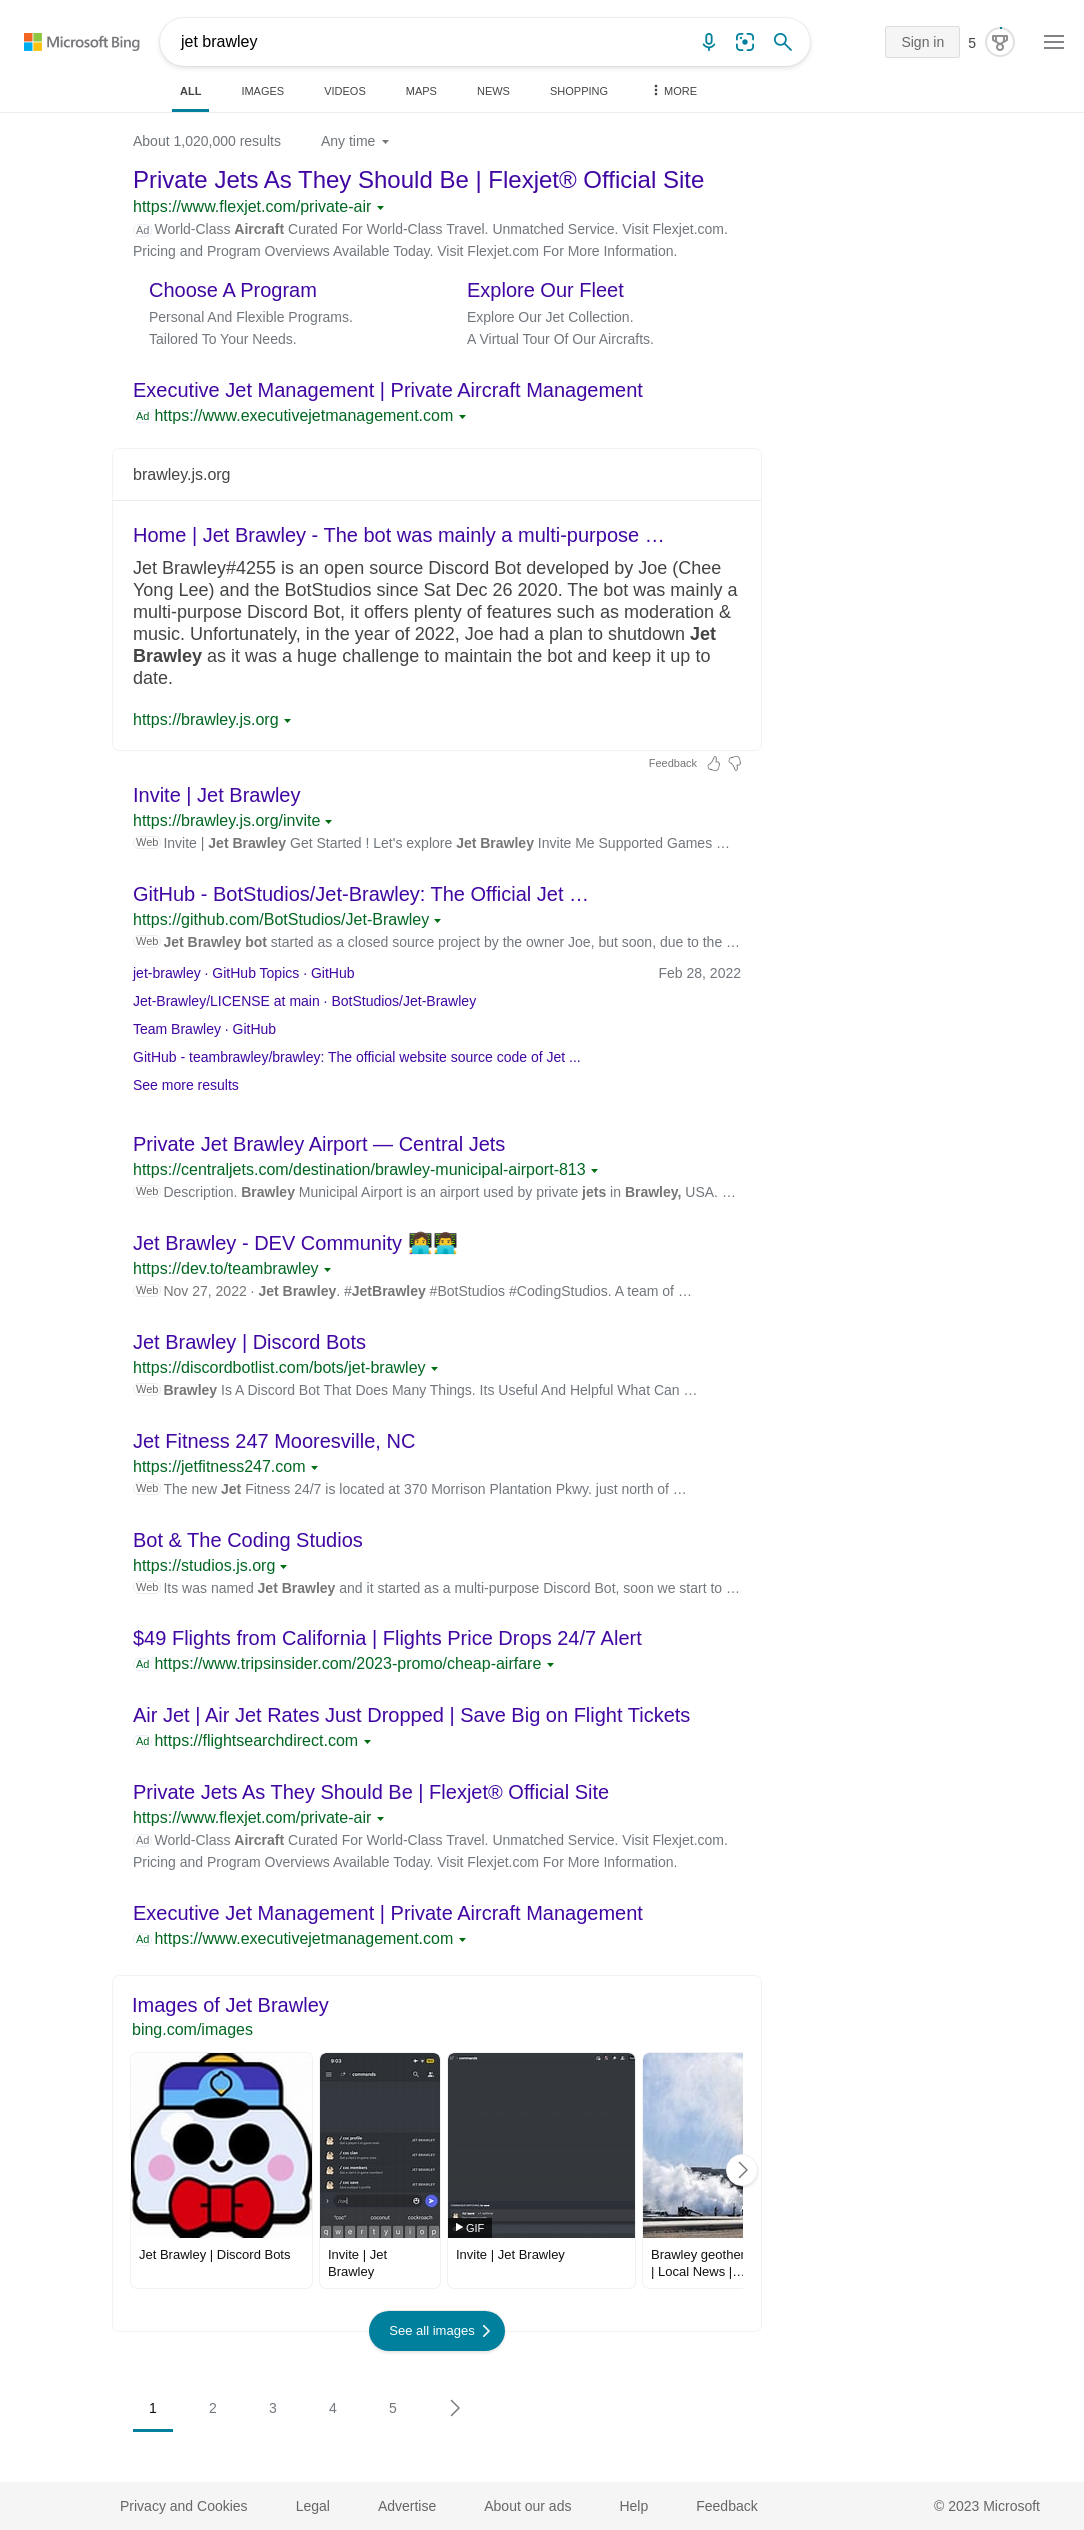 Microsoft Bing
jet brawley
Sign in
5
ALL
IMAGES
VIDEOS
MAPS
NEWS
SHOPPING
MORE
About 1,020,000 results
Any time
Private Jets As They Should Be | Flexjet® Official Site
https://www.flexjet.com/private-air
Ad World-Class Aircraft Curated For World-Class Travel. Unmatched Service. Visit Flexjet.com.
Pricing and Program Overviews Available Today. Visit Flexjet.com For More Information.
Choose A Program
Personal And Flexible Programs.
Tailored To Your Needs.
Explore Our Fleet
Explore Our Jet Collection.
A Virtual Tour Of Our Aircrafts.
Executive Jet Management | Private Aircraft Management
Ad https://www.executivejetmanagement.com
brawley.js.org
Home | Jet Brawley - The bot was mainly a multi-purpose …
Jet Brawley#4255 is an open source Discord Bot developed by Joe (Chee
Yong Lee) and the BotStudios since Sat Dec 26 2020. The bot was mainly a
multi-purpose Discord Bot, it offers plenty of features such as moderation &
music. Unfortunately, in the year of 2022, Joe had a plan to shutdown Jet
Brawley as it was a huge challenge to maintain the bot and keep it up to
date.
https://brawley.js.org
Feedback
Invite | Jet Brawley
https://brawley.js.org/invite
Web Invite | Jet Brawley Get Started ! Let's explore Jet Brawley Invite Me Supported Games …
GitHub - BotStudios/Jet-Brawley: The Official Jet …
https://github.com/BotStudios/Jet-Brawley
Web Jet Brawley bot started as a closed source project by the owner Joe, but soon, due to the …
jet-brawley · GitHub Topics · GitHub
Feb 28, 2022
Jet-Brawley/LICENSE at main · BotStudios/Jet-Brawley
Team Brawley · GitHub
GitHub - teambrawley/brawley: The official website source code of Jet ...
See more results
Private Jet Brawley Airport — Central Jets
https://centraljets.com/destination/brawley-municipal-airport-813
Web Description. Brawley Municipal Airport is an airport used by private jets in Brawley, USA. …
Jet Brawley - DEV Community 👩‍💻👨‍💻
https://dev.to/teambrawley
Web Nov 27, 2022 · Jet Brawley. #JetBrawley #BotStudios #CodingStudios. A team of …
Jet Brawley | Discord Bots
https://discordbotlist.com/bots/jet-brawley
Web Brawley Is A Discord Bot That Does Many Things. Its Useful And Helpful What Can …
Jet Fitness 247 Mooresville, NC
https://jetfitness247.com
Web The new Jet Fitness 24/7 is located at 370 Morrison Plantation Pkwy. just north of …
Bot & The Coding Studios
https://studios.js.org
Web Its was named Jet Brawley and it started as a multi-purpose Discord Bot, soon we start to …
$49 Flights from California | Flights Price Drops 24/7 Alert
Ad https://www.tripsinsider.com/2023-promo/cheap-airfare
Air Jet | Air Jet Rates Just Dropped | Save Big on Flight Tickets
Ad https://flightsearchdirect.com
Private Jets As They Should Be | Flexjet® Official Site
https://www.flexjet.com/private-air
Ad World-Class Aircraft Curated For World-Class Travel. Unmatched Service. Visit Flexjet.com.
Pricing and Program Overviews Available Today. Visit Flexjet.com For More Information.
Executive Jet Management | Private Aircraft Management
Ad https://www.executivejetmanagement.com
Images of Jet Brawley
bing.com/images
9:03
commands
/ coc profile
JET BRAWLEY
/ coc clan
JET BRAWLEY
/ coc members
JET BRAWLEY
/ coc save
JET BRAWLEY
/coc
"coc"
coconut
cockroach
q w e r t y u i o p
commands
GIF
Jet Brawley | Discord Bots
Invite | Jet
Brawley
Invite | Jet Brawley
Brawley geother
| Local News |…
See all images
1
2
3
4
5
Privacy and Cookies
Legal
Advertise
About our ads
Help
Feedback
© 2023 Microsoft